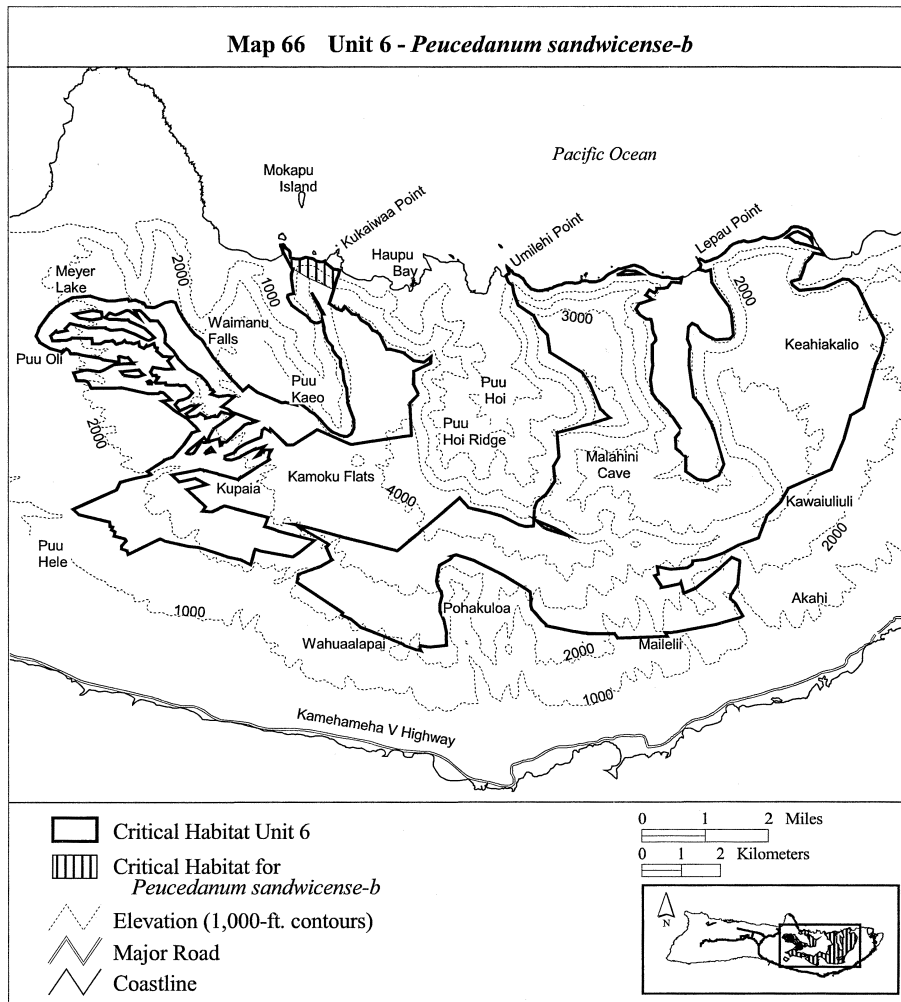 Map 66 Unit 6 - Peucedanum sandwicense-b
Pacific Ocean
Mokapu
Island
Kukaiwaa Point
Haupu
Bay
Umilehi Point
Lepau Point
Meyer
Lake
2000
1000
Waimanu
Falls
3000
2000
Keahiakalio
Puu Oli
Puu
Kaeo
Puu
Hoi
Puu
Hoi Ridge
2000
Malahini
Cave
Kupaia
Kamoku Flats
4000
Kawaiuliuli
2000
Puu
Hele
1000
Pohakuloa
Akahi
Wahuaalapai
Mailelii
2000
1000
Kamehameha V Highway
Critical Habitat Unit 6
Critical Habitat for
Peucedanum sandwicense-b
Elevation (1,000-ft. contours)
Major Road
Coastline
0 1 2 Miles
0 1 2 Kilometers
N